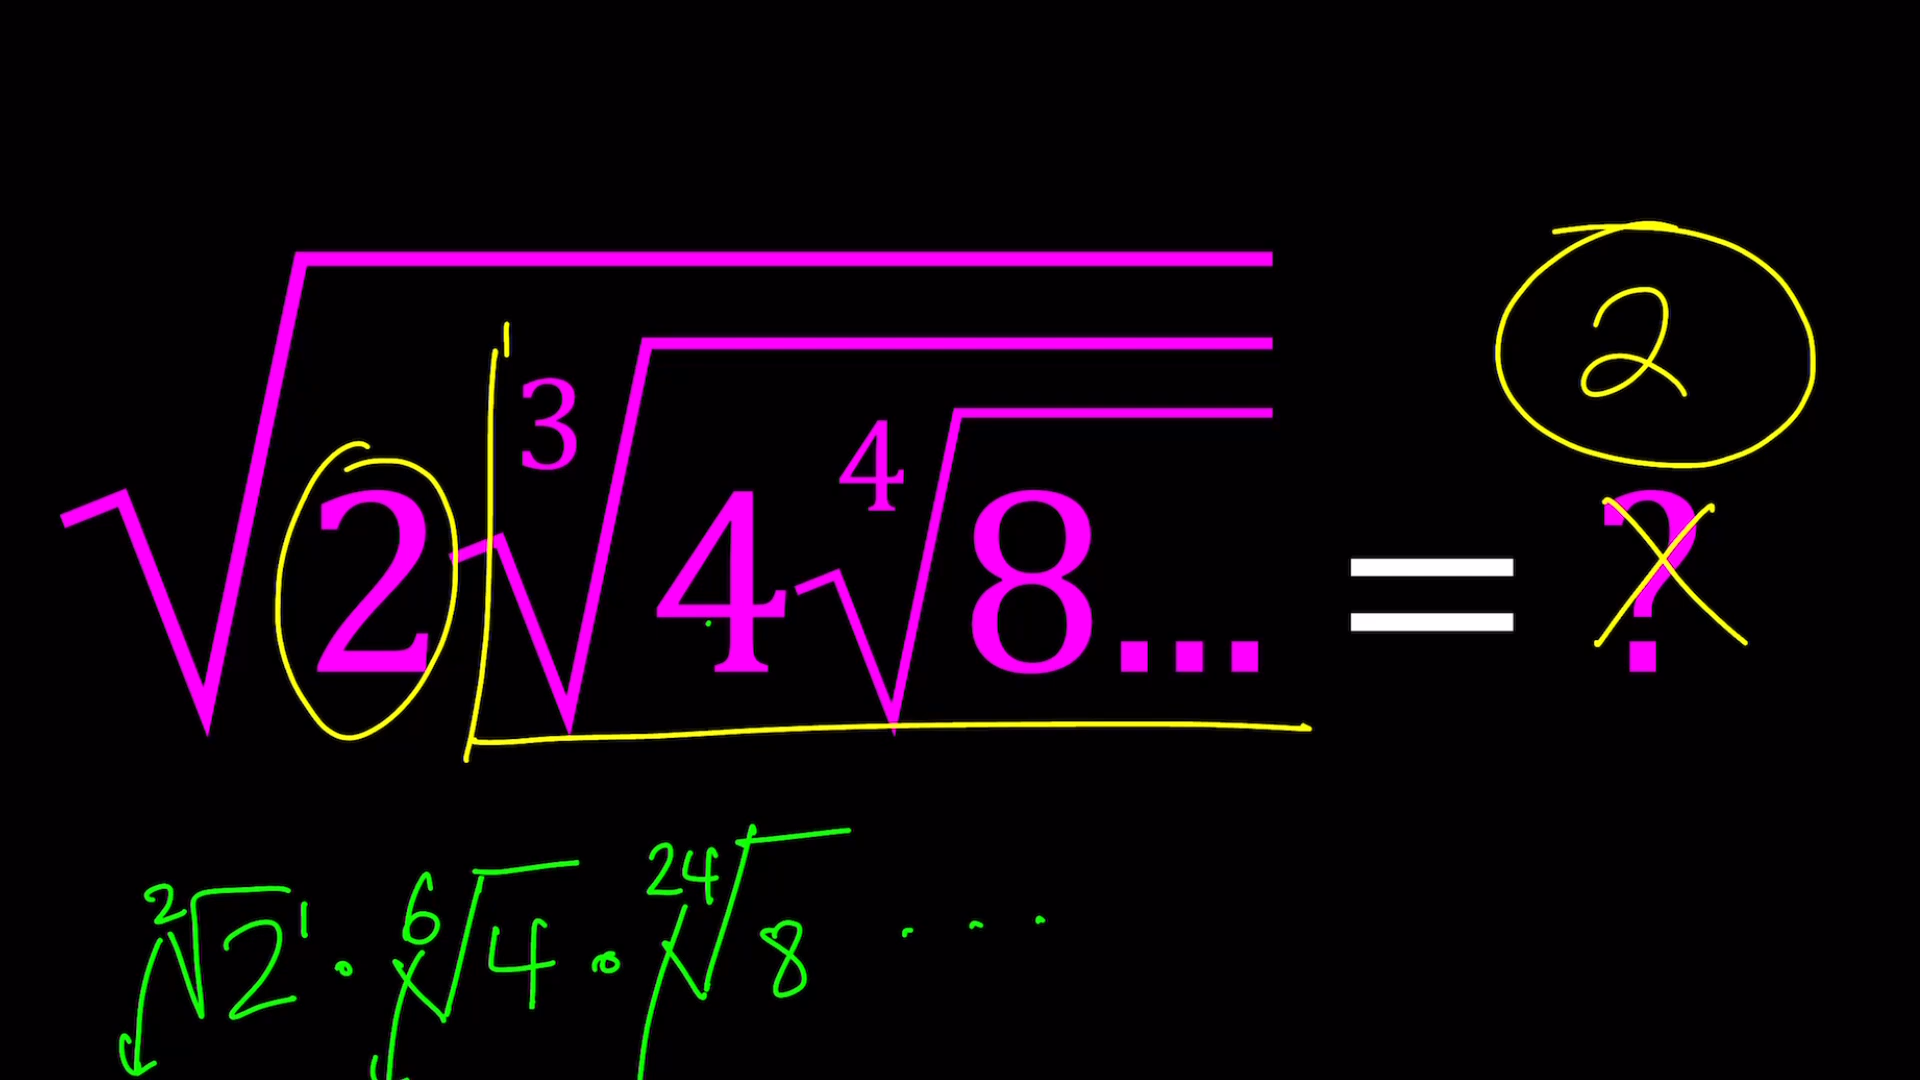 √2 ∛4 ∜8... = ?
2
²√2¹ · ⁶√4 · ²⁴√8 · · ·